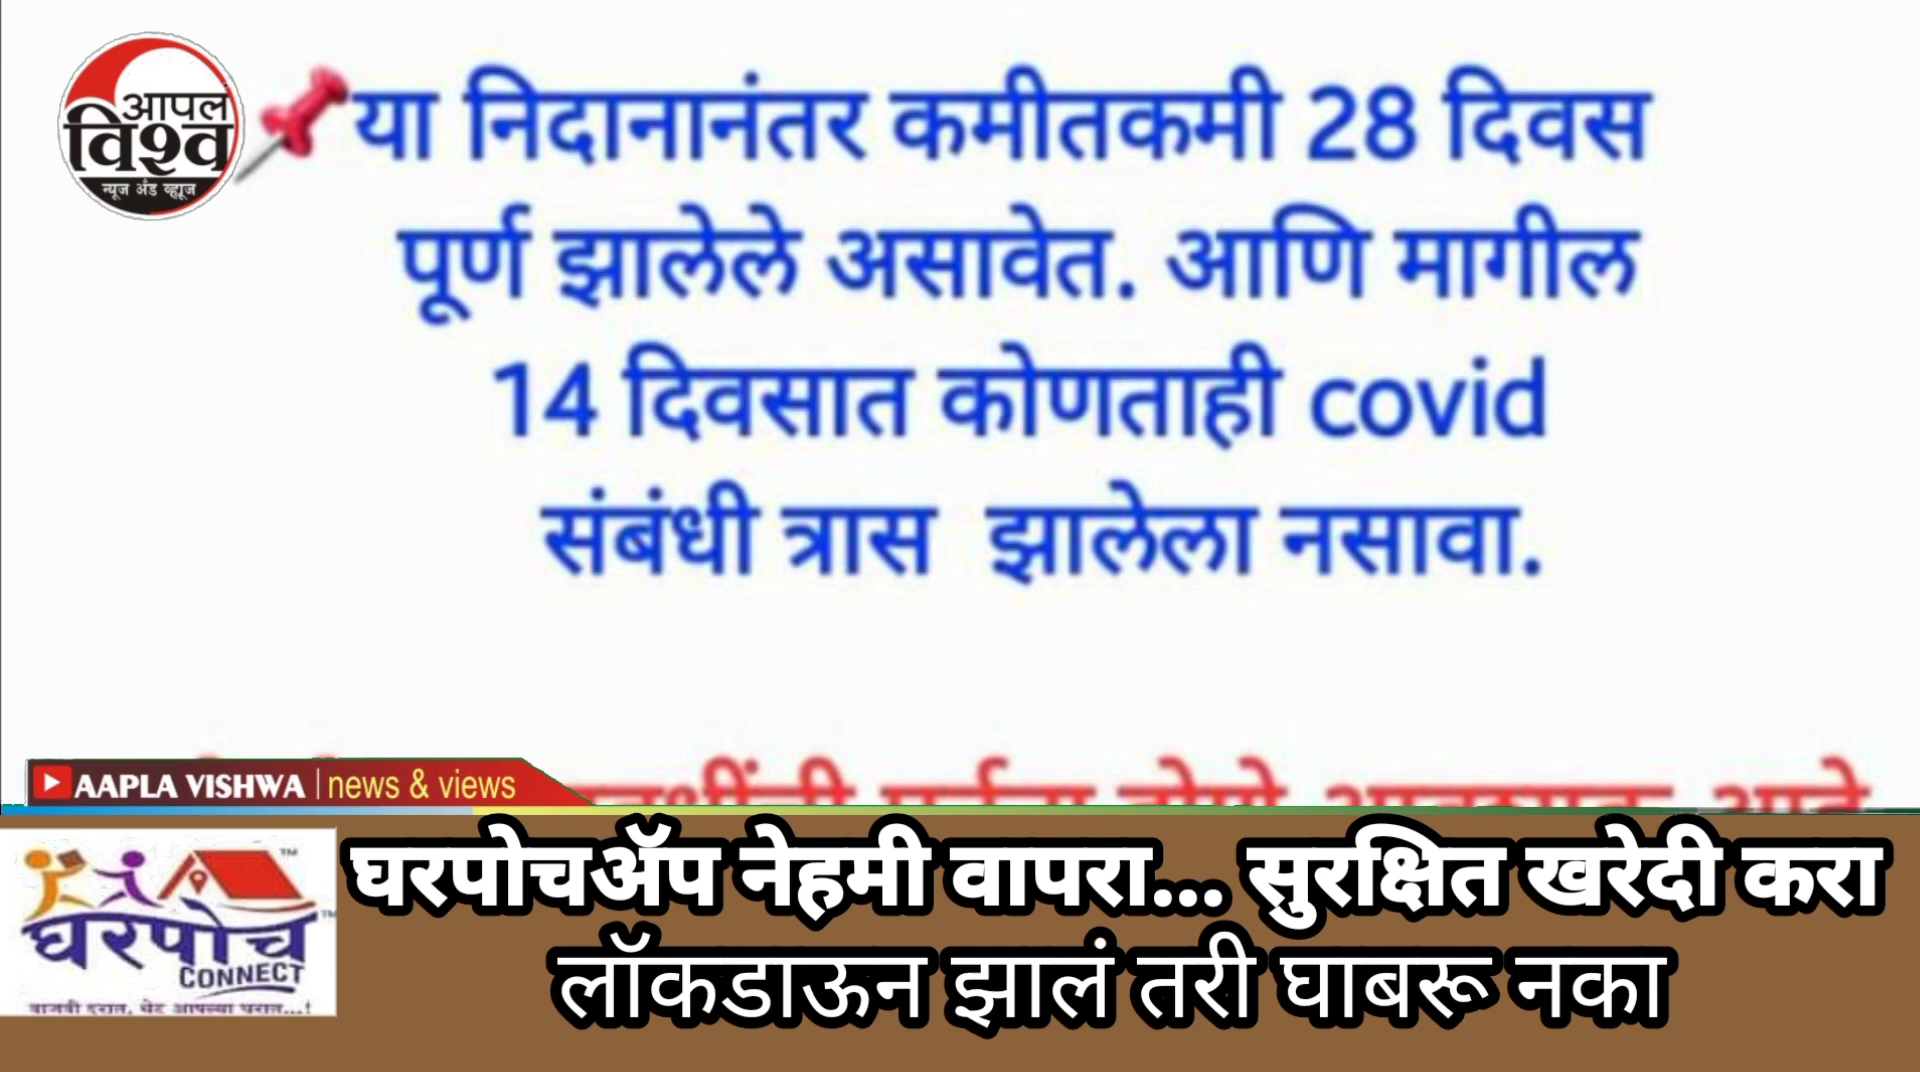 आपलं
विश्व
न्यूज अँड व्ह्यूज
या निदानानंतर कमीतकमी 28 दिवस
पूर्ण झालेले असावेत. आणि मागील
14 दिवसात कोणताही covid
संबंधी त्रास झालेला नसावा.
AAPLA VISHWA news & views
घरपोचॲप नेहमी वापरा... सुरक्षित खरेदी करा
लॉकडाऊन झालं तरी घाबरू नका
घरपोच
CONNECT